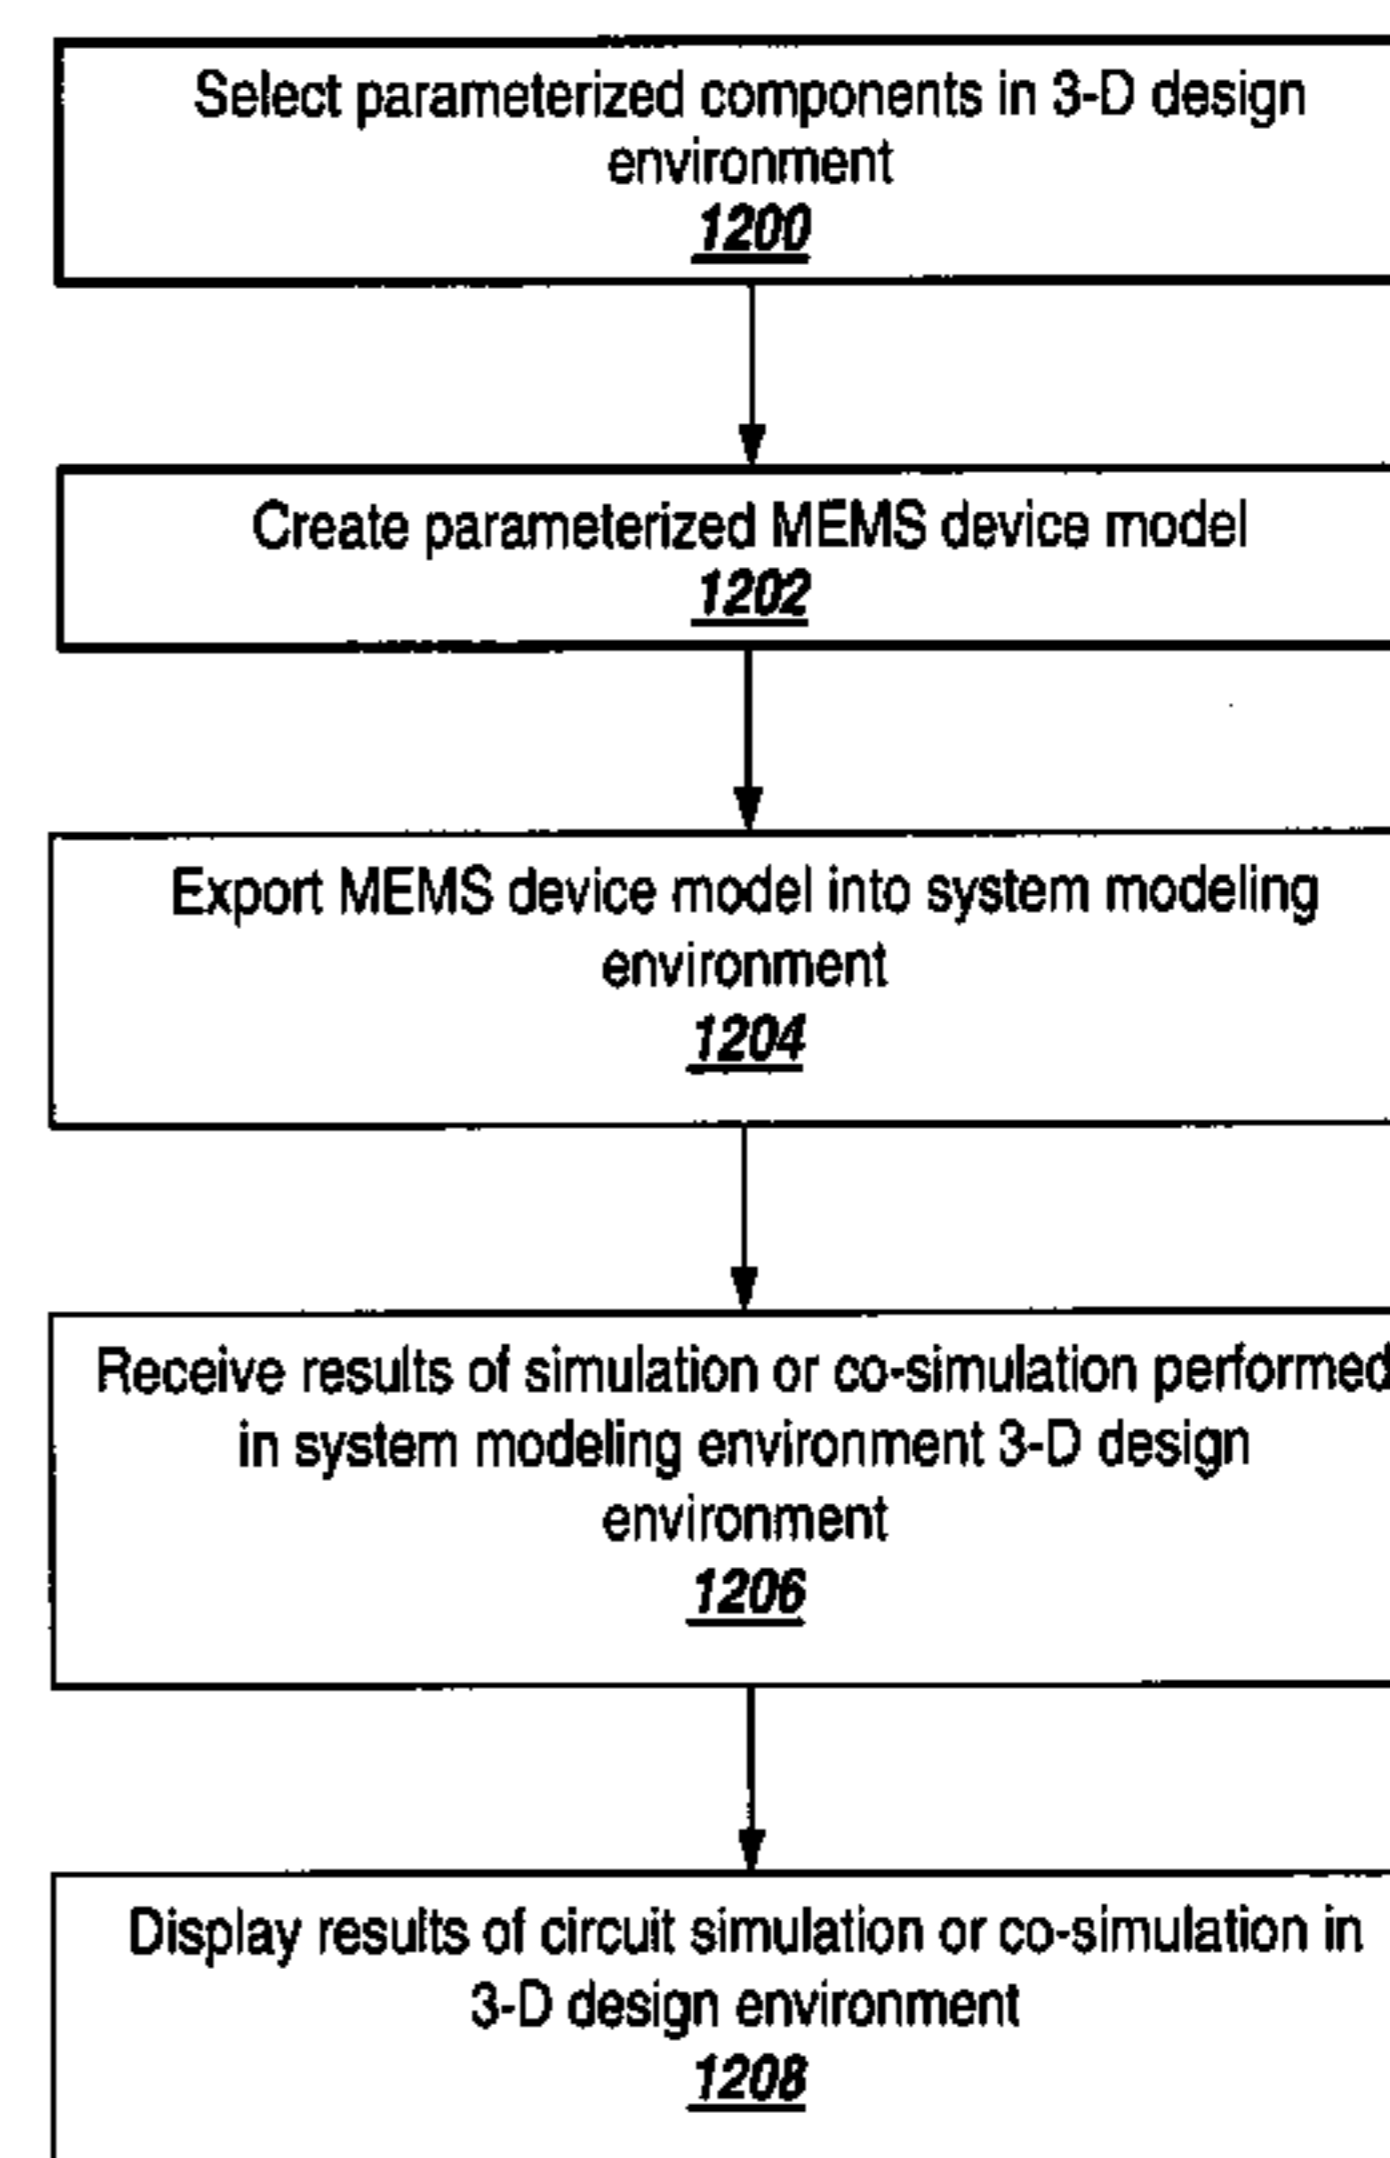 Select parameterized components in 3-D design
environment
1200
Create parameterized MEMS device model
1202
Export MEMS device model into system modeling
environment
1204
Receive results of simulation or co-simulation performed
in system modeling environment 3-D design
environment
1206
Display results of circuit simulation or co-simulation in
3-D design environment
1208